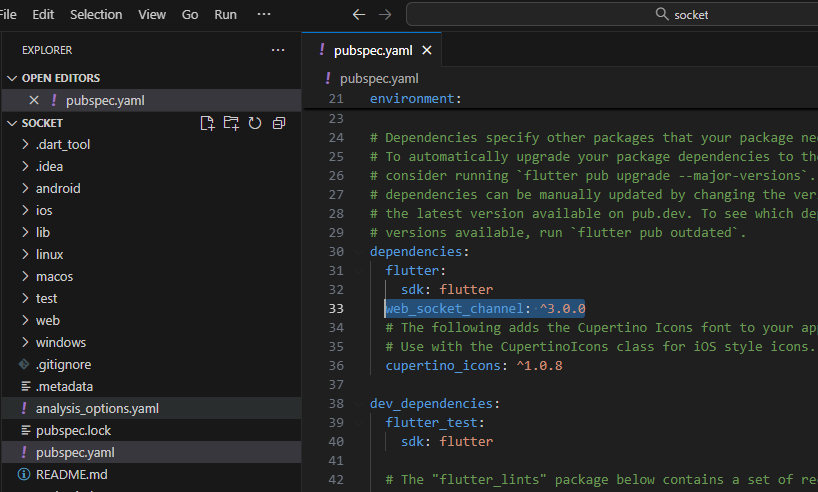 File Edit Selection View Go Run ··· ← → socket
EXPLORER ···
OPEN EDITORS
pubspec.yaml
SOCKET
.dart_tool
.idea
android
ios
lib
linux
macos
test
web
windows
.gitignore
.metadata
analysis_options.yaml
pubspec.lock
pubspec.yaml
README.md
! pubspec.yaml ×
! pubspec.yaml
21 environment:
23
24 # Dependencies specify other packages that your package nee
25 # To automatically upgrade your package dependencies to the
26 # consider running `flutter pub upgrade --major-versions`.
27 # dependencies can be manually updated by changing the ver
28 # the latest version available on pub.dev. To see which dep
29 # versions available, run `flutter pub outdated`.
30 dependencies:
31 flutter:
32 sdk: flutter
33 web_socket_channel: ^3.0.0
34 # The following adds the Cupertino Icons font to your app
35 # Use with the CupertinoIcons class for iOS style icons.
36 cupertino_icons: ^1.0.8
37
38 dev_dependencies:
39 flutter_test:
40 sdk: flutter
41
42 # The "flutter_lints" package below contains a set of rec